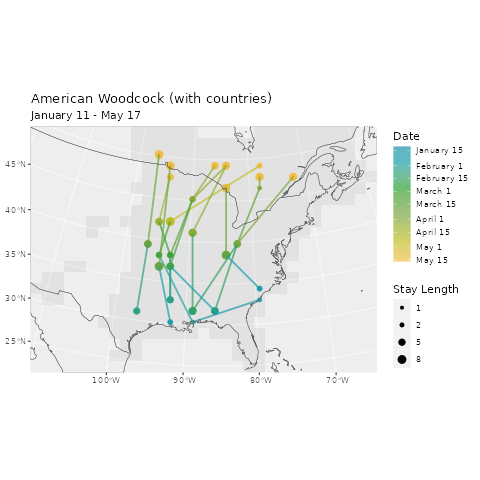 American Woodcock (with countries)
January 11 - May 17
45°N
40°N
35°N
30°N
25°N
100°W
90°W
80°W
70°W
Date
January 15
February 1
February 15
March 1
March 15
April 1
April 15
May 1
May 15
Stay Length
1
2
5
8